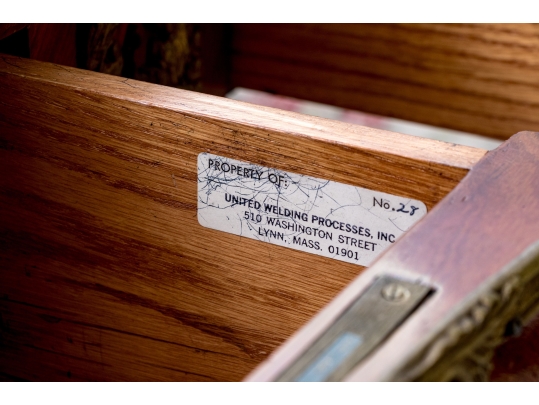 PROPERTY OF:
No. 28
UNITED WELDING PROCESSES, INC.
510 WASHINGTON STREET
LYNN, MASS. 01901